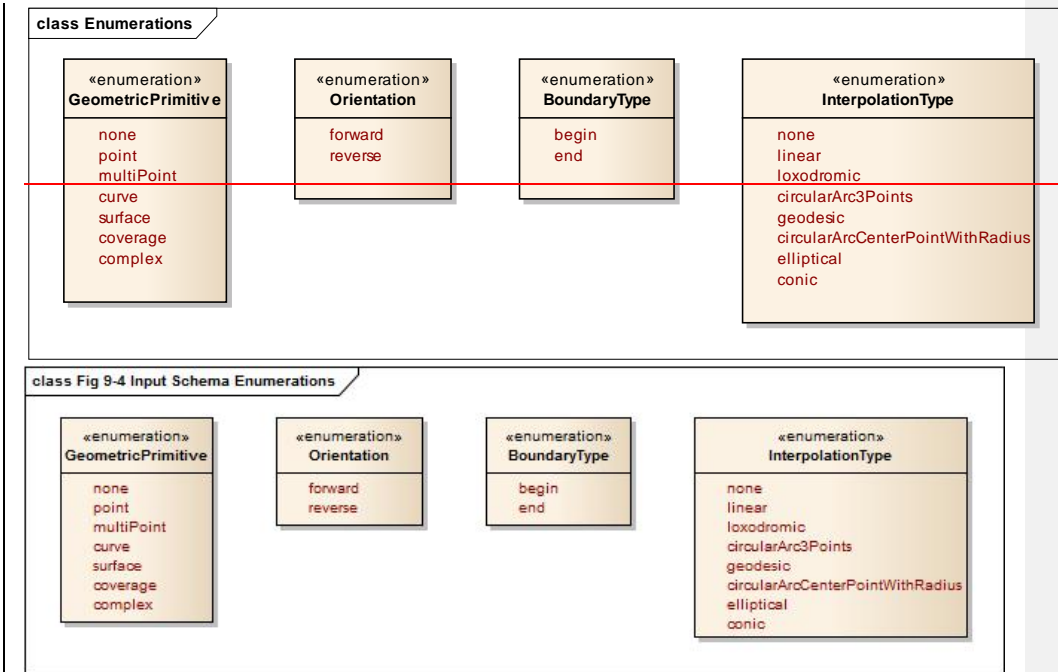 class Enumerations
«enumeration»
GeometricPrimitive
none
point
multiPoint
curve
surface
coverage
complex
«enumeration»
Orientation
forward
reverse
«enumeration»
BoundaryType
begin
end
«enumeration»
InterpolationType
none
linear
loxodromic
circularArc3Points
geodesic
circularArcCenterPointWithRadius
elliptical
conic
class Fig 9-4 Input Schema Enumerations
«enumeration»
GeometricPrimitive
none
point
multiPoint
curve
surface
coverage
complex
«enumeration»
Orientation
forward
reverse
«enumeration»
BoundaryType
begin
end
«enumeration»
InterpolationType
none
linear
loxodromic
circularArc3Points
geodesic
circularArcCenterPointWithRadius
elliptical
conic